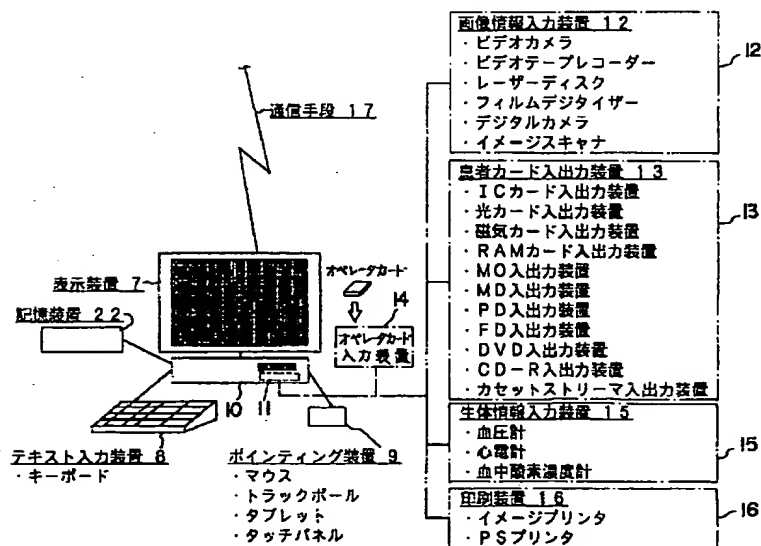 通信手段 17
表示装置 7
記憶装置 22
オペレータカード
14
オペレータカード
入力装置
10
11
テキスト入力装置 8
・キーボード
ポインティング装置 9
・マウス
・トラックボール
・タブレット
・タッチパネル
画像情報入力装置 12
・ビデオカメラ
・ビデオテープレコーダー
・レーザーディスク
・フィルムデジタイザー
・デジタルカメラ
・イメージスキャナ
12
患者カード入出力装置 13
・ICカード入出力装置
・光カード入出力装置
・磁気カード入出力装置
・RAMカード入出力装置
・MO入出力装置
・MD入出力装置
・PD入出力装置
・FD入出力装置
・DVD入出力装置
・CD-R入出力装置
・カセットストリーマ入出力装置
13
生体情報入力装置 15
・血圧計
・心電計
・血中酸素濃度計
15
印刷装置 16
・イメージプリンタ
・PSプリンタ
16